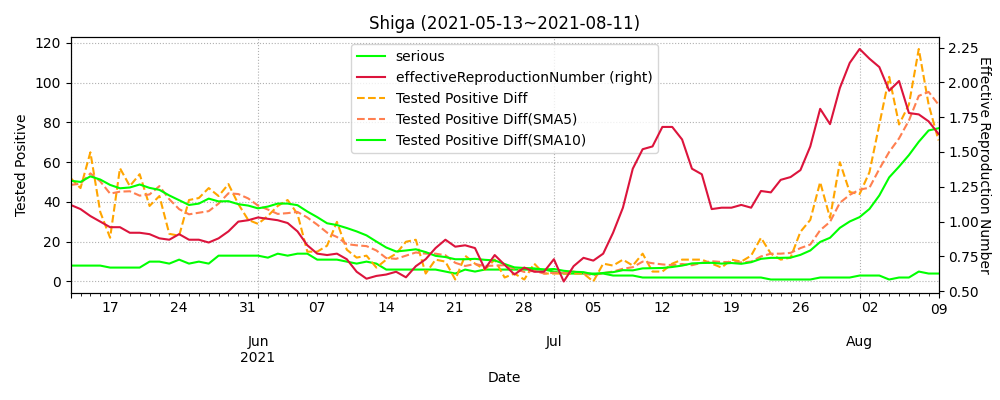 Shiga (2021-05-13~2021-08-11)
serious
effectiveReproductionNumber (right)
Tested Positive Diff
Tested Positive Diff(SMA5)
Tested Positive Diff(SMA10)
Tested Positive
120
100
80
60
40
20
0
2.25
2.00
1.75
1.50
1.25
1.00
0.75
0.50
Effective Reproduction Number
17 24 31 07 14 21 28 05 12 19 26 02 09
Jun Jul Aug
2021
Date